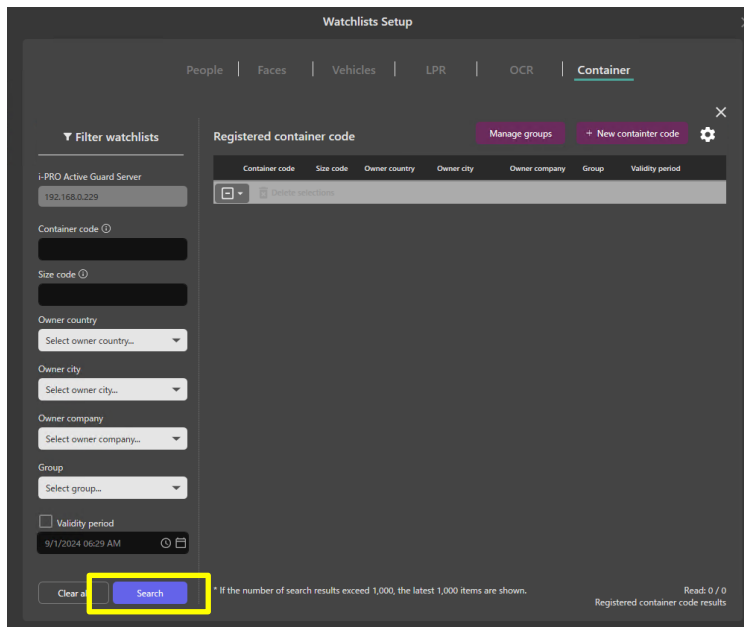 Watchlists Setup
People
Faces
Vehicles
LPR
OCR
Container
Filter watchlists
i-PRO Active Guard Server
192.168.0.229
Container code
Size code
Owner country
Select owner country...
Owner city
Select owner city...
Owner company
Select owner company...
Group
Select group...
Validity period
9/1/2024 06:29 AM
Clear al
Search
Registered container code
Manage groups
+ New containter code
Container code Size code Owner country Owner city Owner company Group Validity period
Delete selections
* If the number of search results exceed 1,000, the latest 1,000 items are shown.
Read: 0 / 0
Registered container code results